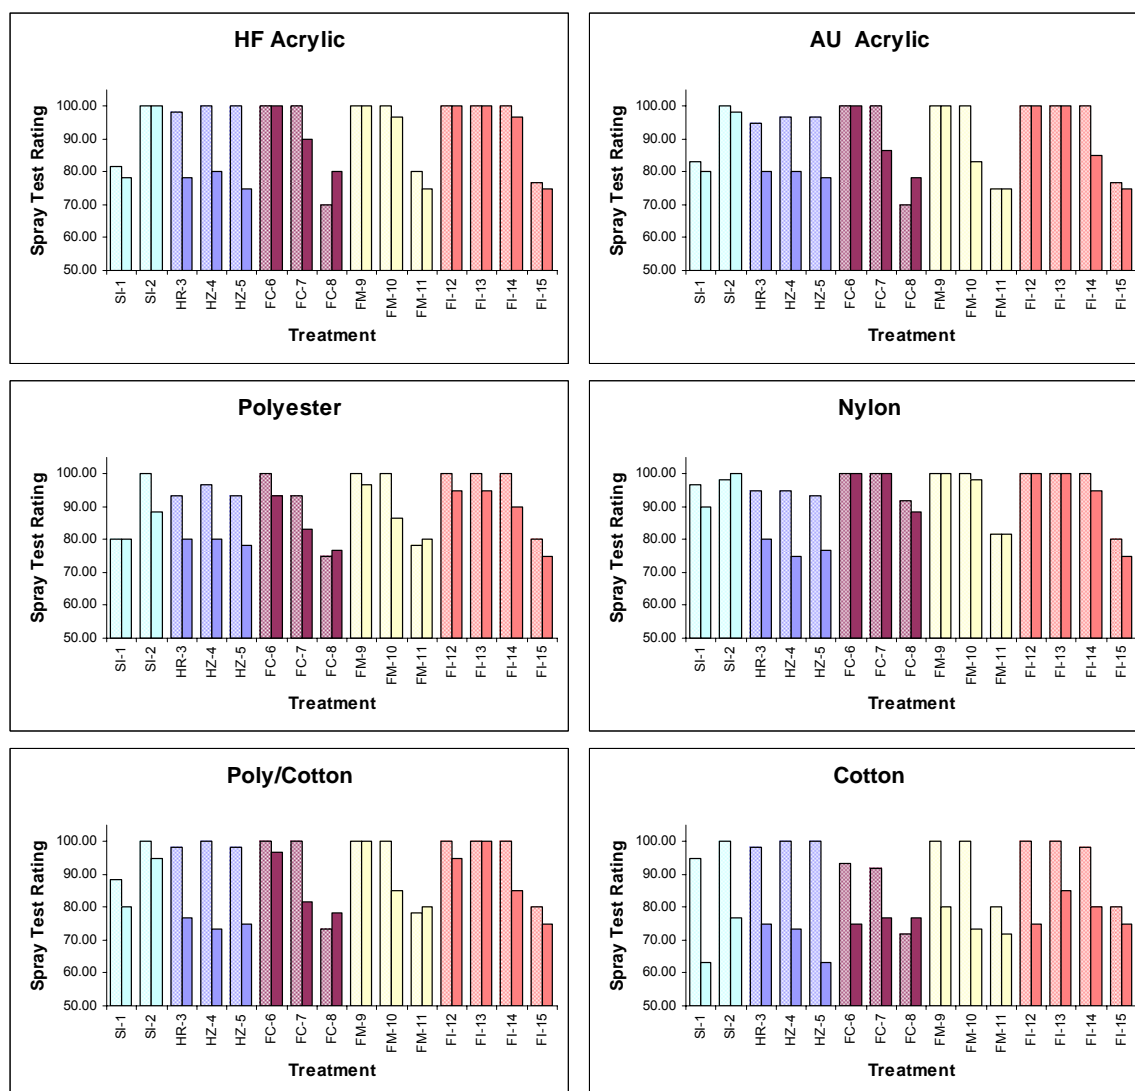 HF Acrylic
100.00
90.00
80.00
70.00
60.00
50.00
Spray Test Rating
SI-1 SI-2 HR-3 HZ-4 HZ-5 FC-6 FC-7 FC-8 FM-9 FM-10 FM-11 FI-12 FI-13 FI-14 FI-15
Treatment
AU Acrylic
100.00
90.00
80.00
70.00
60.00
50.00
Spray Test Rating
SI-1 SI-2 HR-3 HZ-4 HZ-5 FC-6 FC-7 FC-8 FM-9 FM-10 FM-11 FI-12 FI-13 FI-14 FI-15
Treatment
Polyester
100.00
90.00
80.00
70.00
60.00
50.00
Spray Test Rating
SI-1 SI-2 HR-3 HZ-4 HZ-5 FC-6 FC-7 FC-8 FM-9 FM-10 FM-11 FI-12 FI-13 FI-14 FI-15
Treatment
Nylon
100.00
90.00
80.00
70.00
60.00
50.00
Spray Test Rating
SI-1 SI-2 HR-3 HZ-4 HZ-5 FC-6 FC-7 FC-8 FM-9 FM-10 FM-11 FI-12 FI-13 FI-14 FI-15
Treatment
Poly/Cotton
100.00
90.00
80.00
70.00
60.00
50.00
Spray Test Rating
SI-1 SI-2 HR-3 HZ-4 HZ-5 FC-6 FC-7 FC-8 FM-9 FM-10 FM-11 FI-12 FI-13 FI-14 FI-15
Treatment
Cotton
100.00
90.00
80.00
70.00
60.00
50.00
Spray Test Rating
SI-1 SI-2 HR-3 HZ-4 HZ-5 FC-6 FC-7 FC-8 FM-9 FM-10 FM-11 FI-12 FI-13 FI-14 FI-15
Treatment